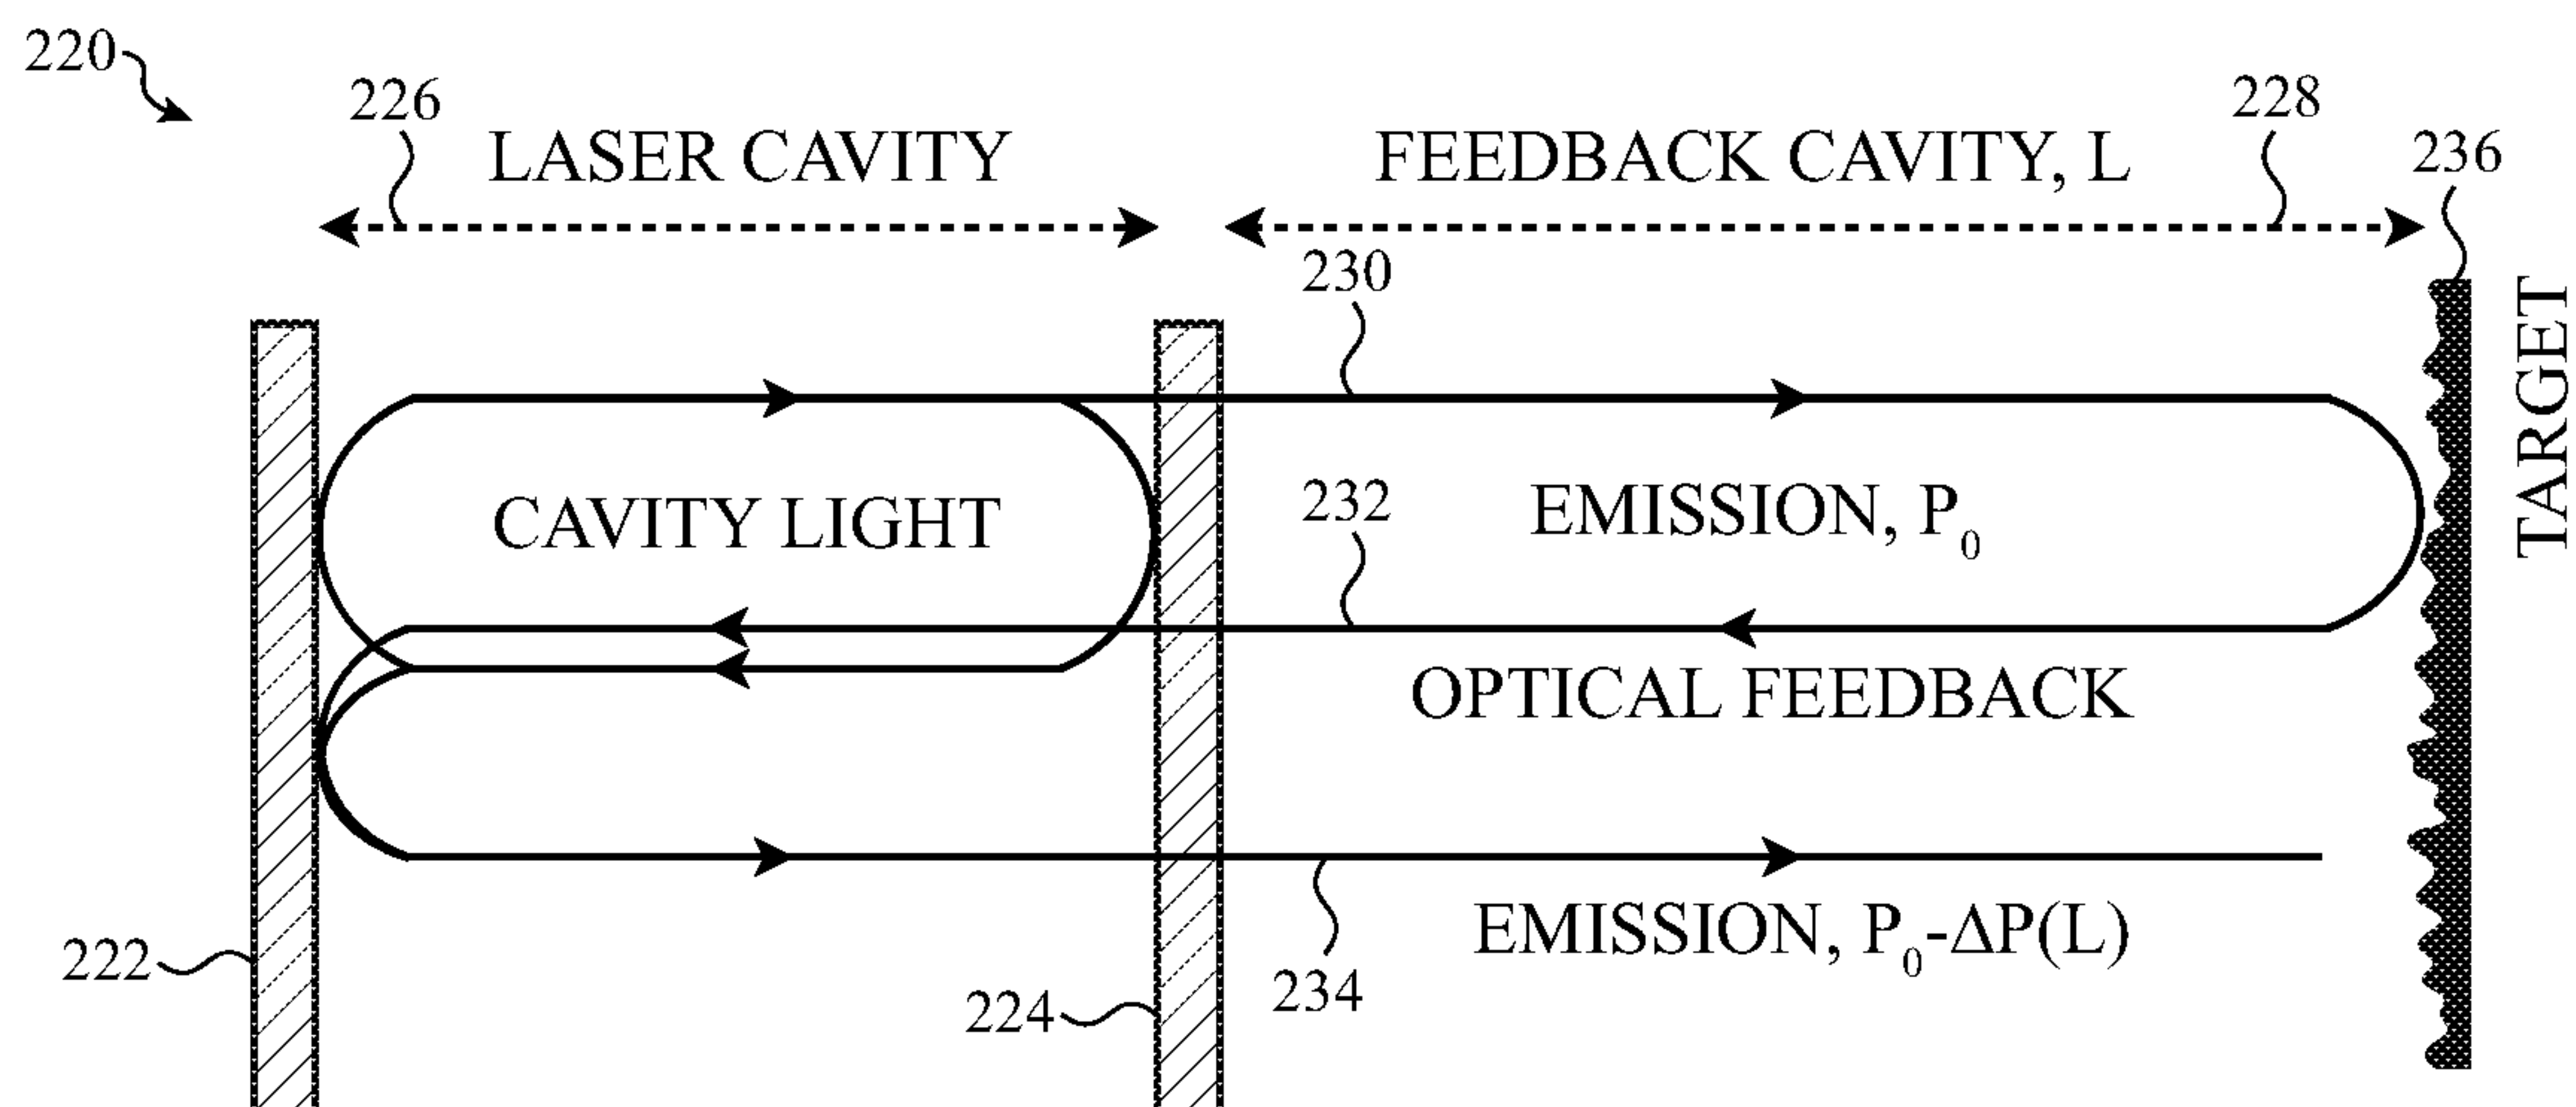 220
226
LASER CAVITY
FEEDBACK CAVITY, L
228
236
230
TARGET
CAVITY LIGHT
232
EMISSION, P₀
OPTICAL FEEDBACK
222
224
234
EMISSION, P₀-ΔP(L)